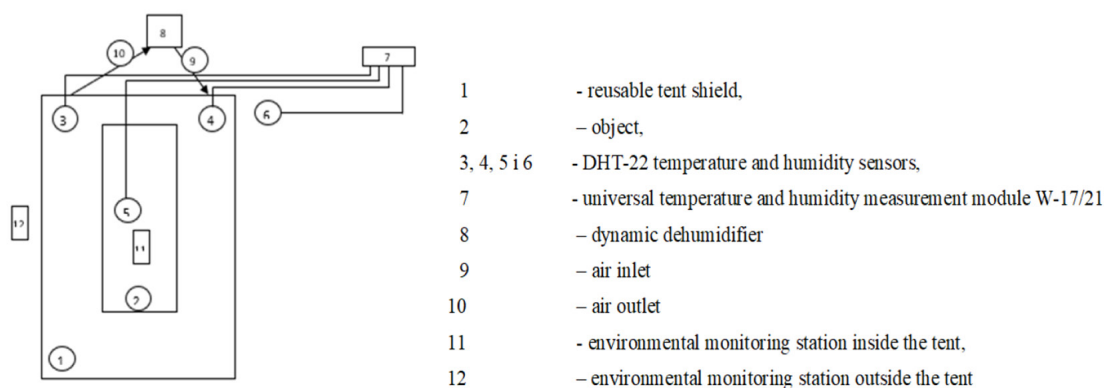 8
10
9
7
3
4
6
5
12
11
2
1
1 - reusable tent shield,
2 – object,
3, 4, 5 i 6 - DHT-22 temperature and humidity sensors,
7 - universal temperature and humidity measurement module W-17/21
8 – dynamic dehumidifier
9 – air inlet
10 – air outlet
11 - environmental monitoring station inside the tent,
12 – environmental monitoring station outside the tent